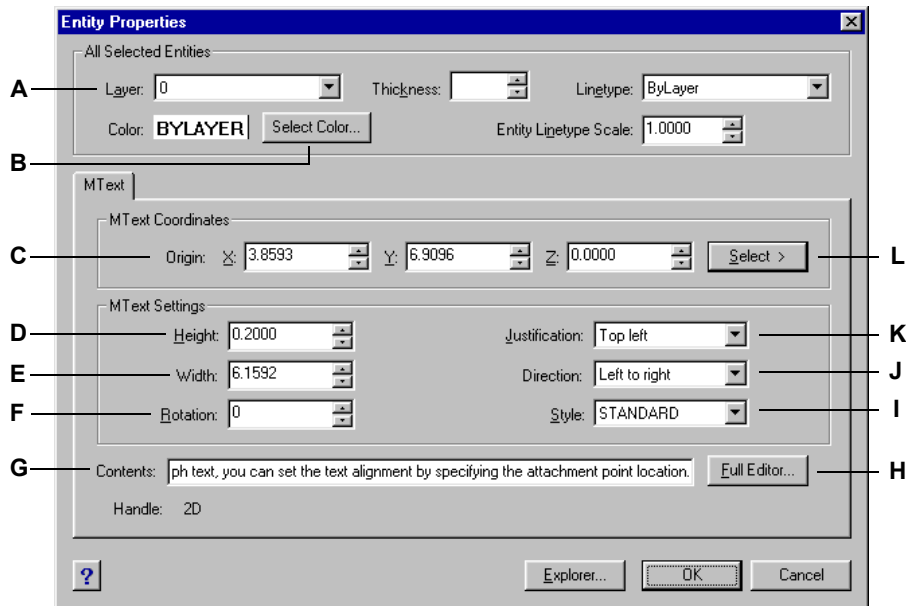 Entity Properties
All Selected Entities
A Layer: 0 Thickness: Linetype: ByLayer
Color: BYLAYER Select Color... Entity Linetype Scale: 1.0000
B
MText
MText Coordinates
C Origin: X: 3.8593 Y: 6.9096 Z: 0.0000 Select > L
MText Settings
D Height: 0.2000 Justification: Top left K
E Width: 6.1592 Direction: Left to right J
F Rotation: 0 Style: STANDARD I
G Contents: ph text, you can set the text alignment by specifying the attachment point location. Full Editor... H
Handle: 2D
? Explorer... OK Cancel